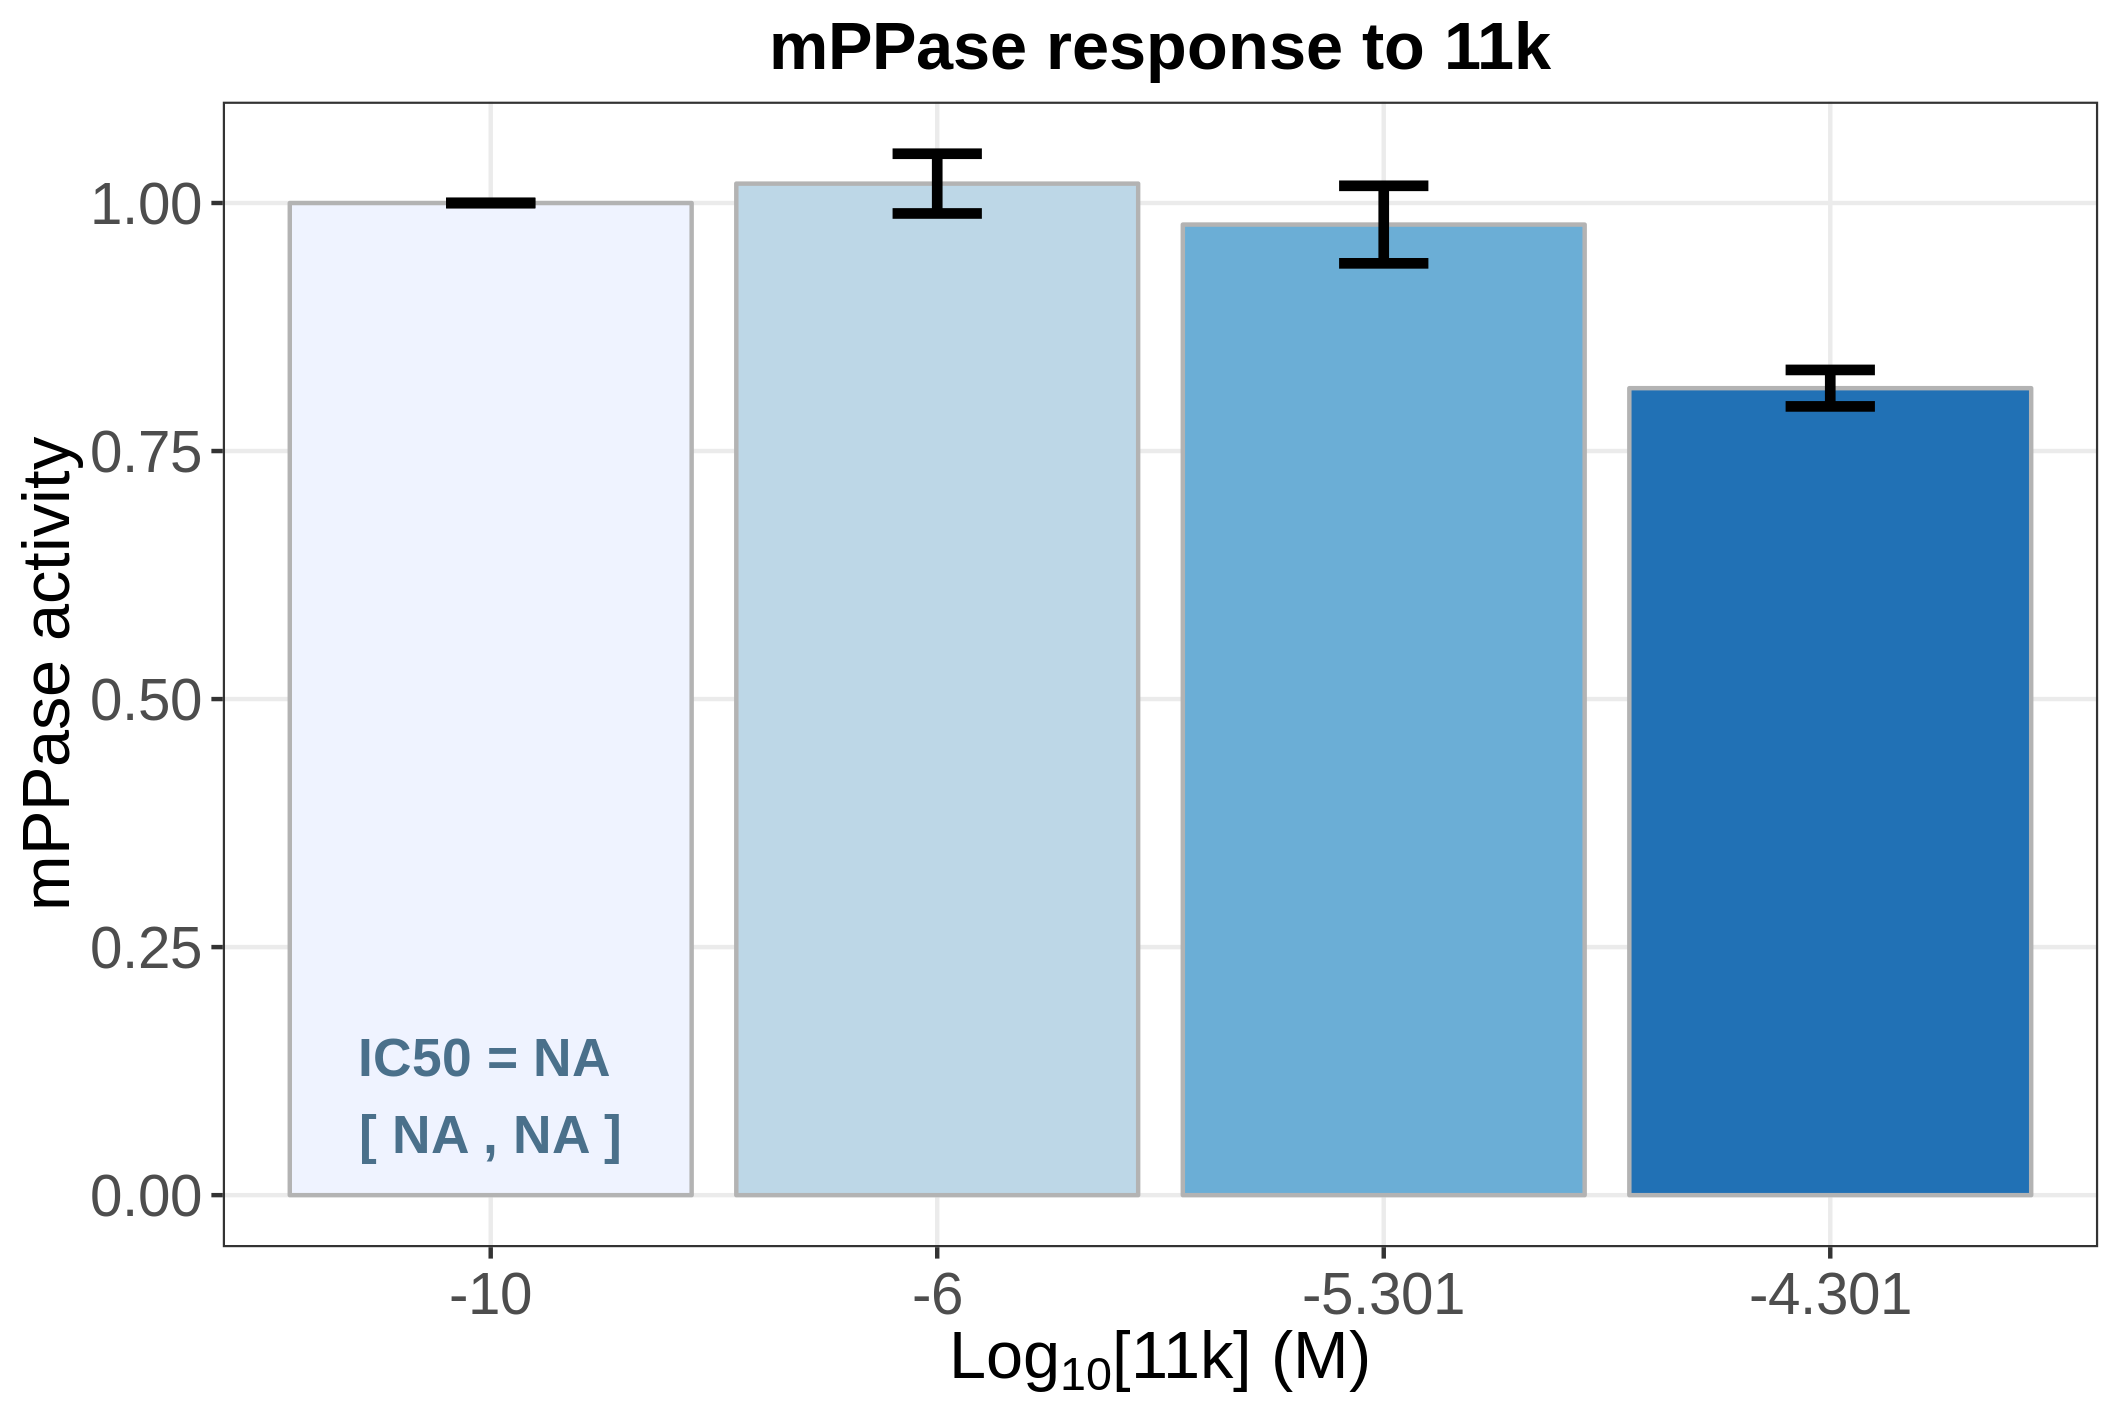 mPPase response to 11k
mPPase activity
1.00
0.75
0.50
0.25
0.00
IC50 = NA
[ NA , NA ]
-10 -6 -5.301 -4.301
Log₁₀[11k] (M)